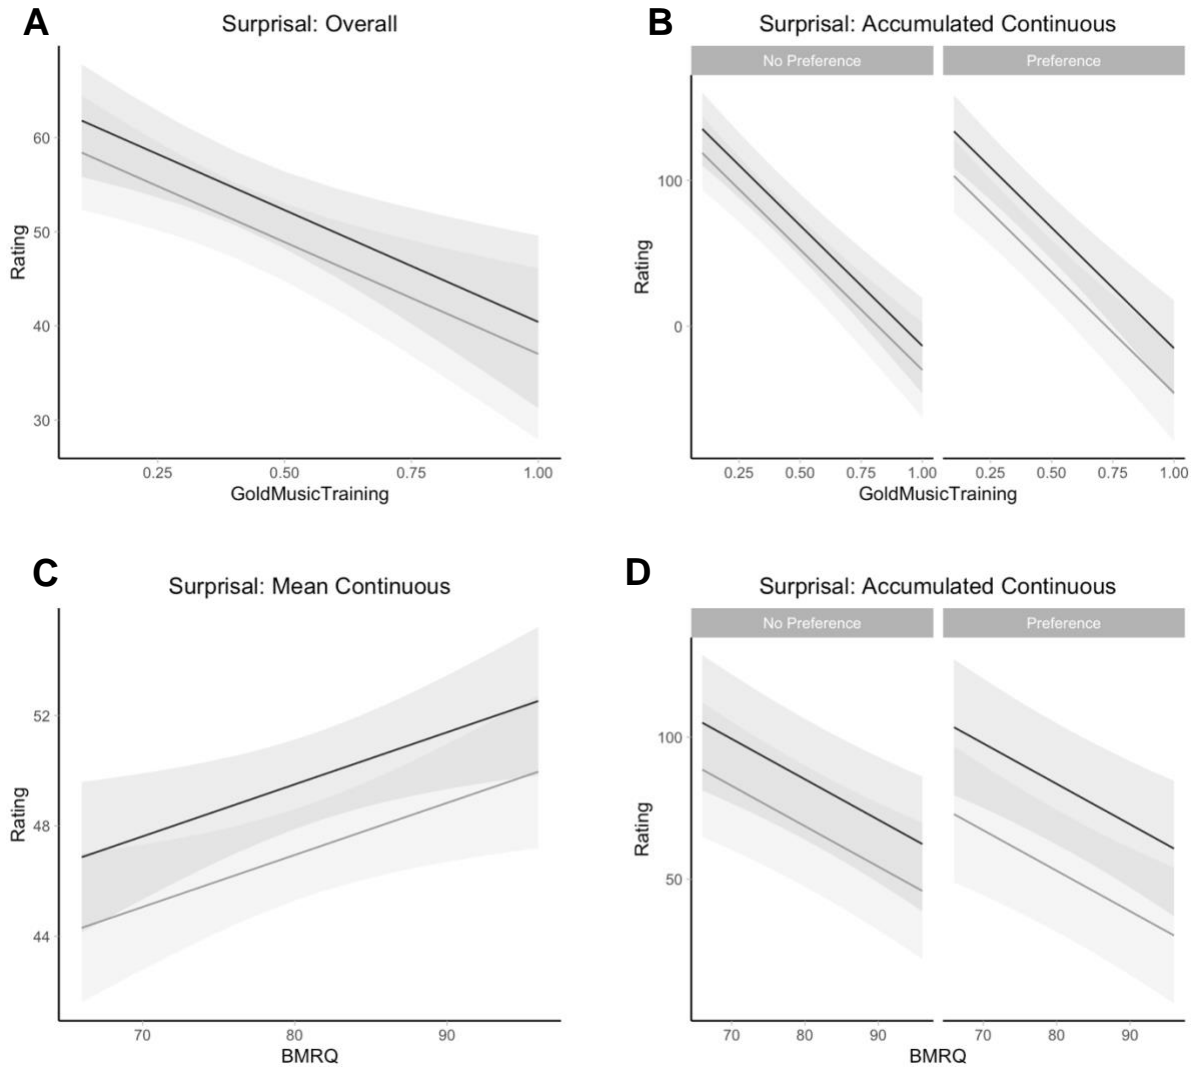 A
Surprisal: Overall
Rating
60
50
40
30
0.25 0.50 0.75 1.00
GoldMusicTraining
B
Surprisal: Accumulated Continuous
No Preference Preference
Rating
100
0
0.25 0.50 0.75 1.00 0.25 0.50 0.75 1.00
GoldMusicTraining
C
Surprisal: Mean Continuous
Rating
52
48
44
70 80 90
BMRQ
D
Surprisal: Accumulated Continuous
No Preference Preference
Rating
100
50
70 80 90 70 80 90
BMRQ